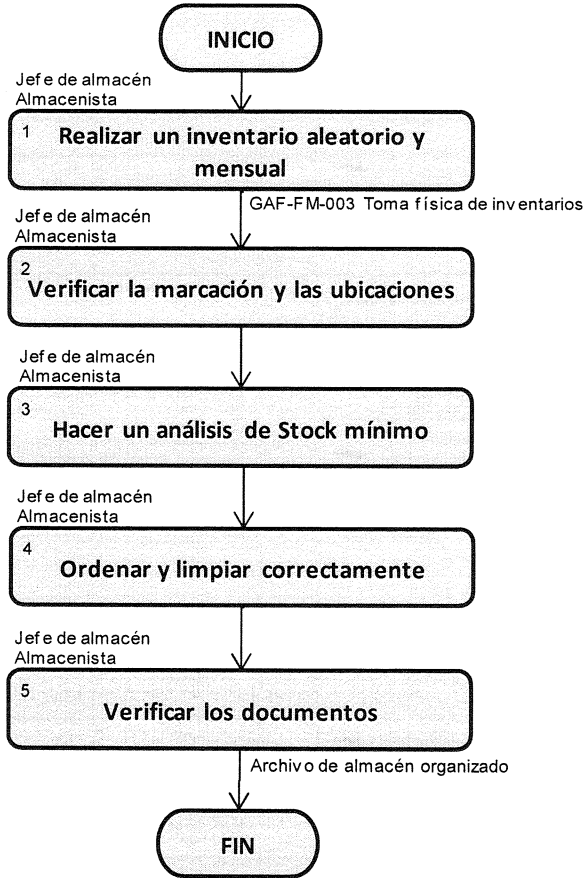 INICIO
Jefe de almacén
Almacenista
1
Realizar un inventario aleatorio y
mensual
GAF-FM-003 Toma física de inventarios
Jefe de almacén
Almacenista
2
Verificar la marcación y las ubicaciones
Jefe de almacén
Almacenista
3
Hacer un análisis de Stock mínimo
Jefe de almacén
Almacenista
4
Ordenar y limpiar correctamente
Jefe de almacén
Almacenista
5
Verificar los documentos
Archivo de almacén organizado
FIN